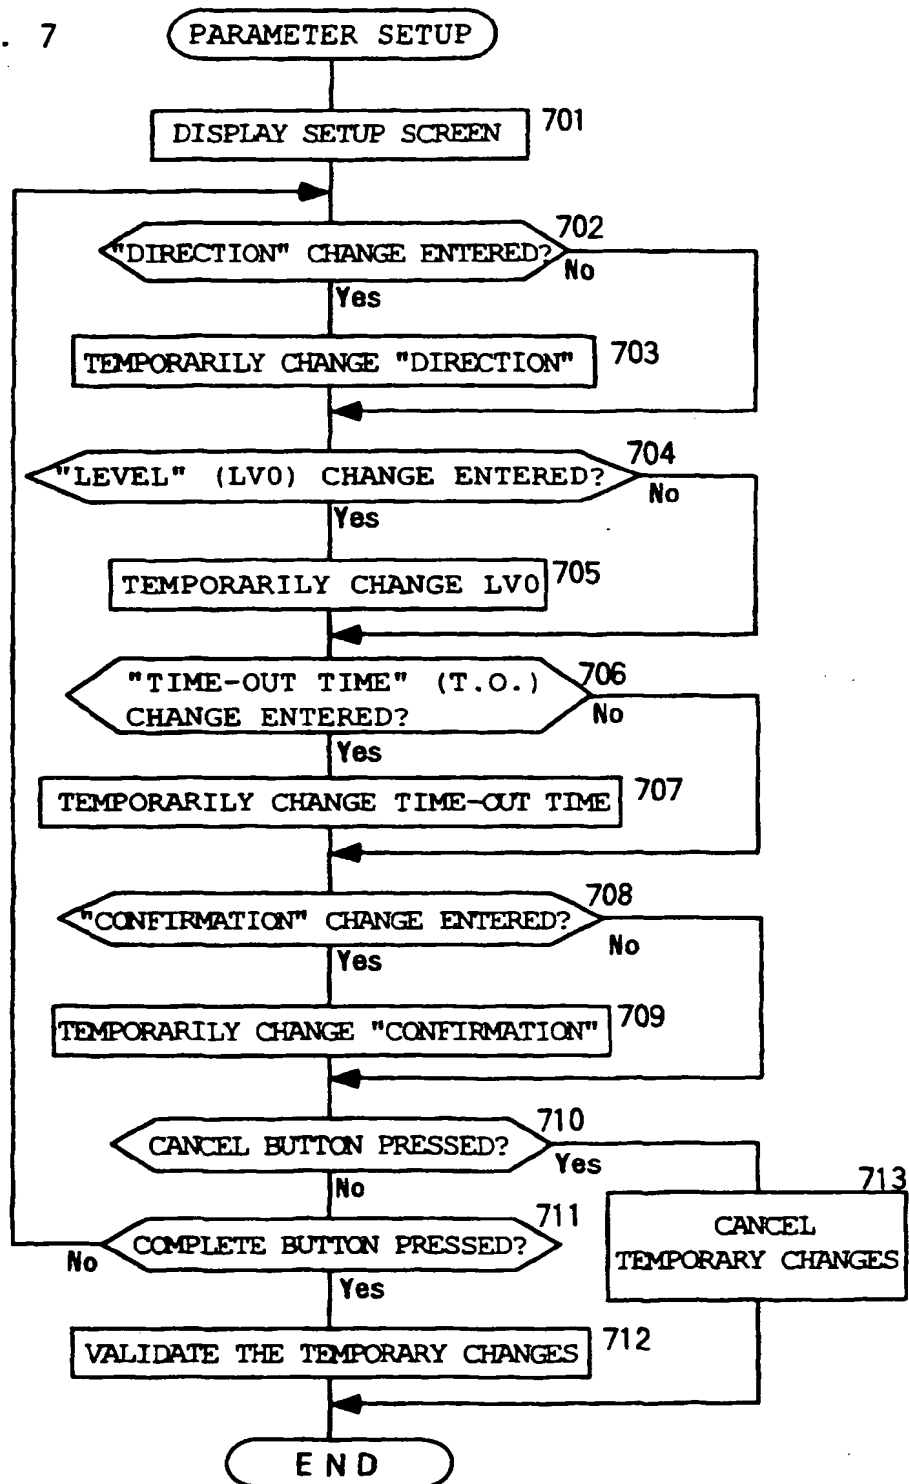 . 7
PARAMETER SETUP
DISPLAY SETUP SCREEN
701
"DIRECTION" CHANGE ENTERED?
702
No
Yes
TEMPORARILY CHANGE "DIRECTION"
703
"LEVEL" (LV0) CHANGE ENTERED?
704
No
Yes
TEMPORARILY CHANGE LV0
705
"TIME-OUT TIME" (T.O.)
CHANGE ENTERED?
706
No
Yes
TEMPORARILY CHANGE TIME-OUT TIME
707
"CONFIRMATION" CHANGE ENTERED?
708
No
Yes
TEMPORARILY CHANGE "CONFIRMATION"
709
CANCEL BUTTON PRESSED?
710
Yes
No
713
CANCEL
TEMPORARY CHANGES
COMPLETE BUTTON PRESSED?
711
No
Yes
VALIDATE THE TEMPORARY CHANGES
712
END